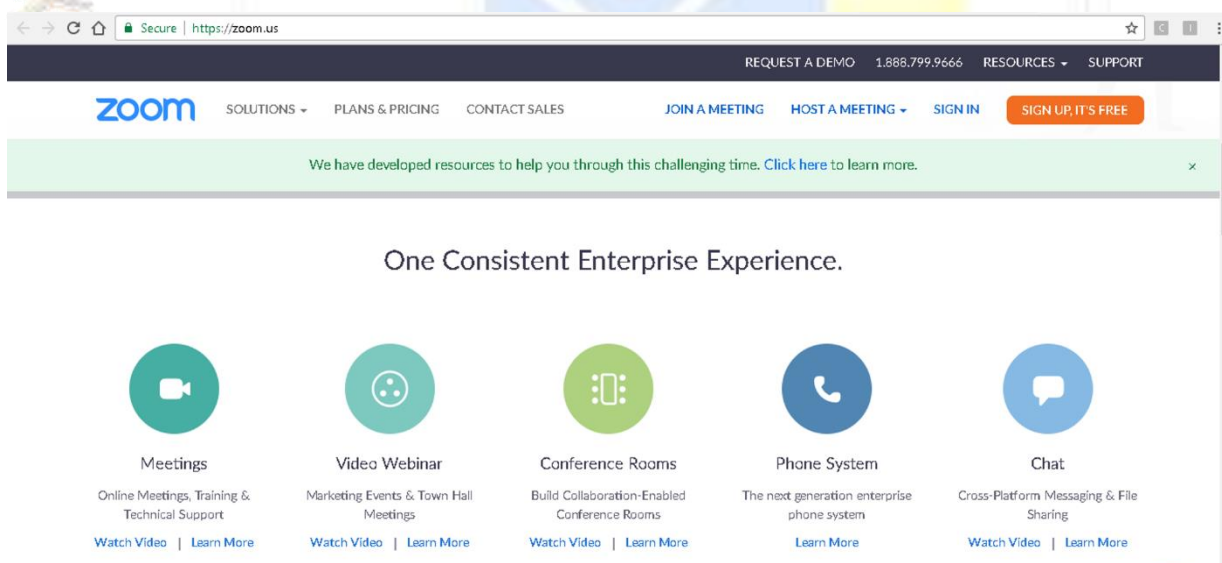 Secure | https://zoom.us
REQUEST A DEMO 1.888.799.9666 RESOURCES SUPPORT
zoom SOLUTIONS PLANS & PRICING CONTACT SALES JOIN A MEETING HOST A MEETING SIGN IN SIGN UP, IT'S FREE
We have developed resources to help you through this challenging time. Click here to learn more. ×
One Consistent Enterprise Experience.
Meetings Video Webinar Conference Rooms Phone System Chat
Online Meetings, Training & Marketing Events & Town Hall Build Collaboration-Enabled The next generation enterprise Cross-Platform Messaging & File
Technical Support Meetings Conference Rooms phone system Sharing
Watch Video | Learn More Watch Video | Learn More Watch Video | Learn More Learn More Watch Video | Learn More